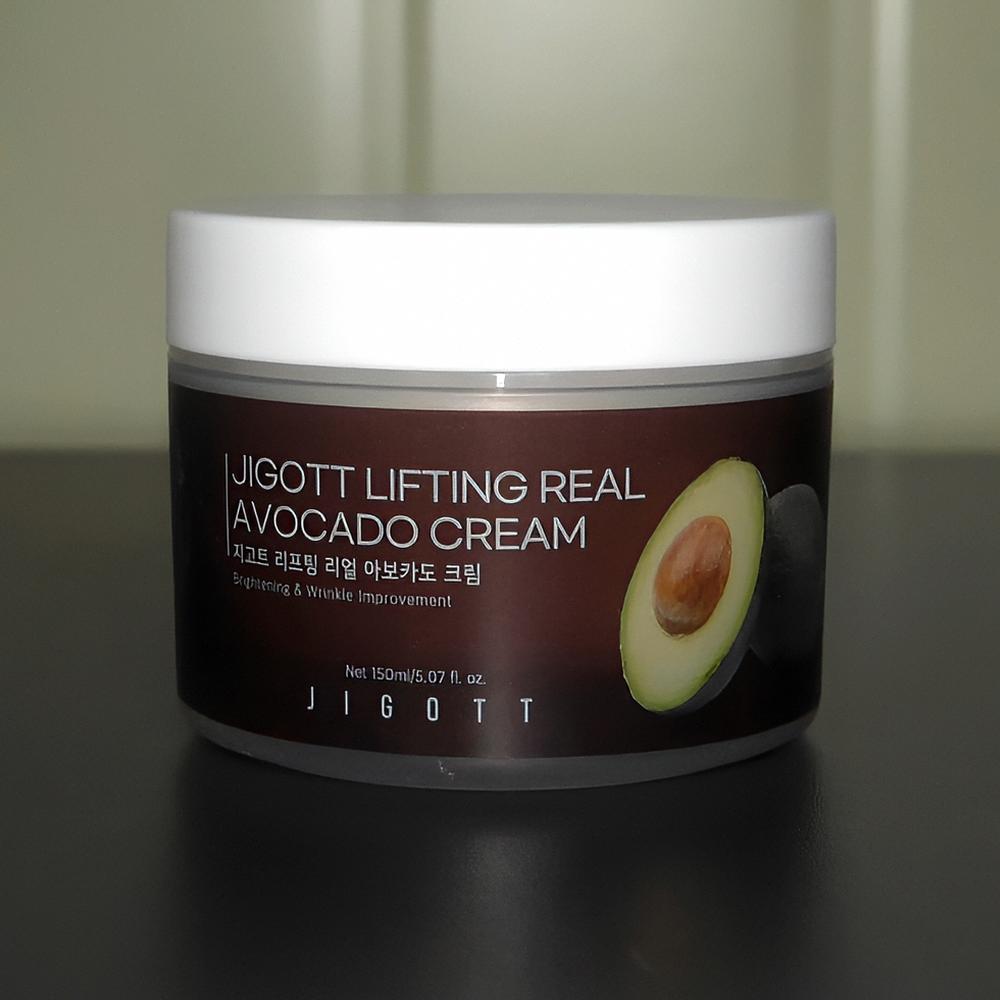 JIGOTT LIFTING REAL
AVOCADO CREAM
지고트 리프팅 리얼 아보카도 크림
Brightening & Wrinkle Improvement
Net 150ml/5.07 fl. oz.
JIGOTT